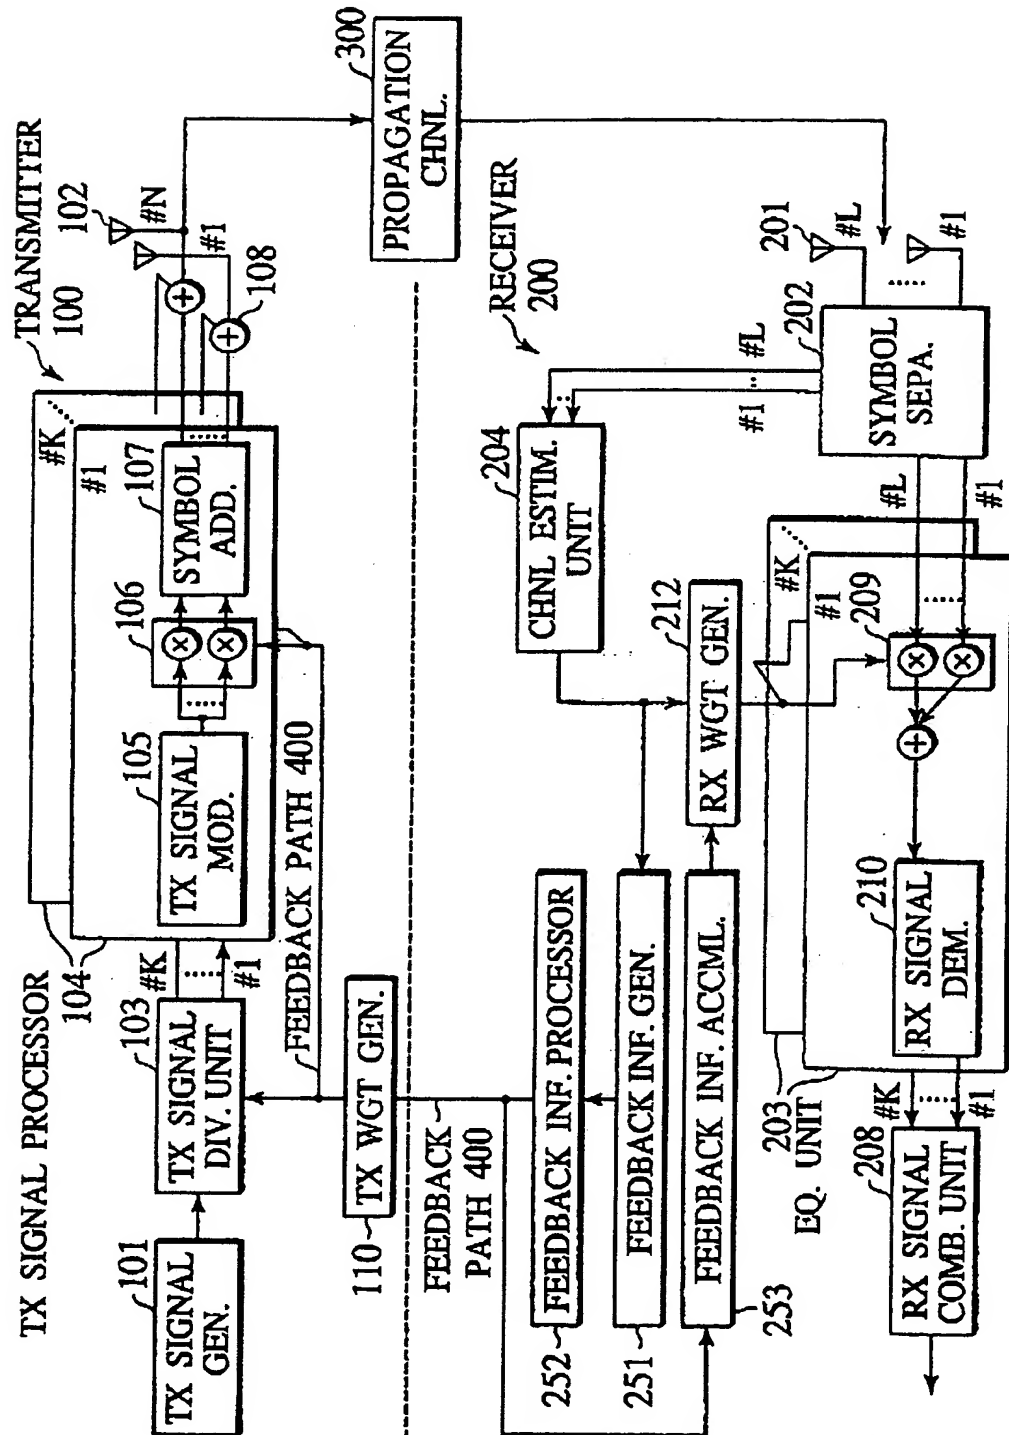 TX SIGNAL PROCESSOR
TRANSMITTER
100
101
TX SIGNAL
GEN.
103
TX SIGNAL
DIV. UNIT
104
#K
#1
#K
#1
105
TX SIGNAL
MOD.
106
107
SYMBOL
ADD.
108
102
#N
#1
FEEDBACK PATH 400
110
TX WGT GEN.
300
PROPAGATION
CHNL.
FEEDBACK
PATH 400
RECEIVER
200
201
#L
#1
202
SYMBOL
SEPA.
#L
#1
204
CHNL ESTIM.
UNIT
#L
#1
212
RX WGT GEN.
252
FEEDBACK INF. PROCESSOR
251
FEEDBACK INF. GEN.
253
FEEDBACK INF. ACCML.
203
EQ. UNIT
#K
#1
209
210
RX SIGNAL
DEM.
#K
#1
208
RX SIGNAL
COMB. UNIT